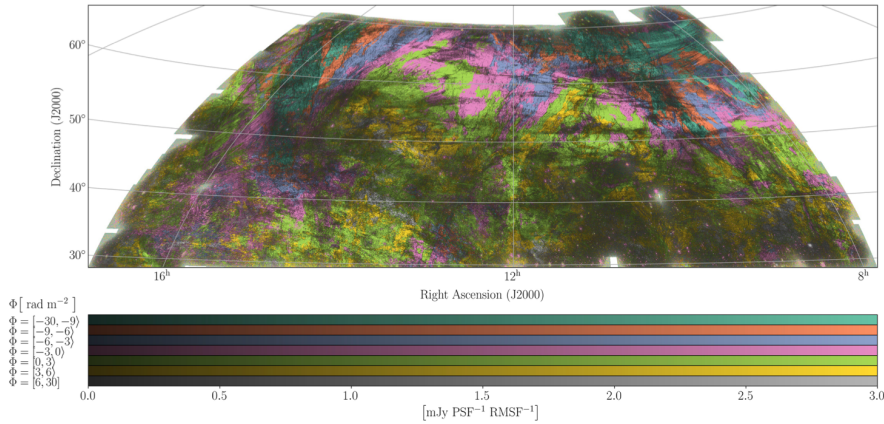 60°
50°
40°
30°
Declination (J2000)
16ʰ
12ʰ
8ʰ
Right Ascension (J2000)
Φ[ rad m⁻² ]
Φ = [−30, −9⟩
Φ = [−9, −6⟩
Φ = [−6, −3⟩
Φ = [−3, 0⟩
Φ = [0, 3⟩
Φ = [3, 6⟩
Φ = [6, 30]
0.0 0.5 1.0 1.5 2.0 2.5 3.0
[mJy PSF⁻¹ RMSF⁻¹]